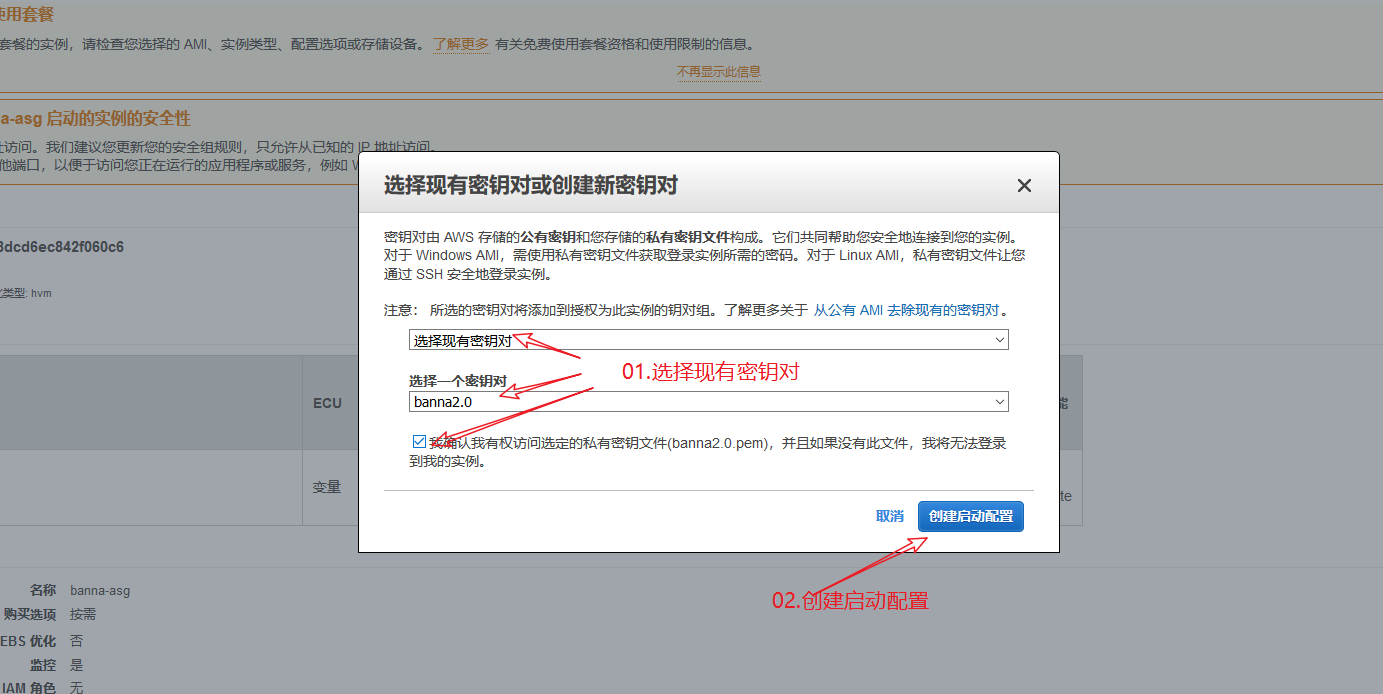 使用套餐
套餐的实例，请检查您选择的 AMI、实例类型、配置选项或存储设备。 了解更多 有关免费使用套餐资格和使用限制的信息。
不再显示此信息
a-asg 启动的实例的安全性
止访问。我们建议您更新您的安全组规则，只允许从已知的 IP 地址访问。
他端口，以便于访问您正在运行的应用程序或服务，例如
选择现有密钥对或创建新密钥对
密钥对由 AWS 存储的公有密钥和您存储的私有密钥文件构成。它们共同帮助您安全地连接到您的实例。
对于 Windows AMI，需使用私有密钥文件获取登录实例所需的密码。对于 Linux AMI，私有密钥文件让您
通过 SSH 安全地登录实例。
3dcd6ec842f060c6
类型: hvm
注意： 所选的密钥对将添加到授权为此实例的钥对组。了解更多关于 从公有 AMI 去除现有的密钥对 。
选择现有密钥对
01.选择现有密钥对
选择一个密钥对
banna2.0
ECU
能
我确认我有权访问选定的私有密钥文件(banna2.0.pem)，并且如果没有此文件，我将无法登录
到我的实例。
变量
te
取消 创建启动配置
02.创建启动配置
名称 banna-asg
购买选项 按需
EBS 优化 否
监控 是
IAM 角色 无